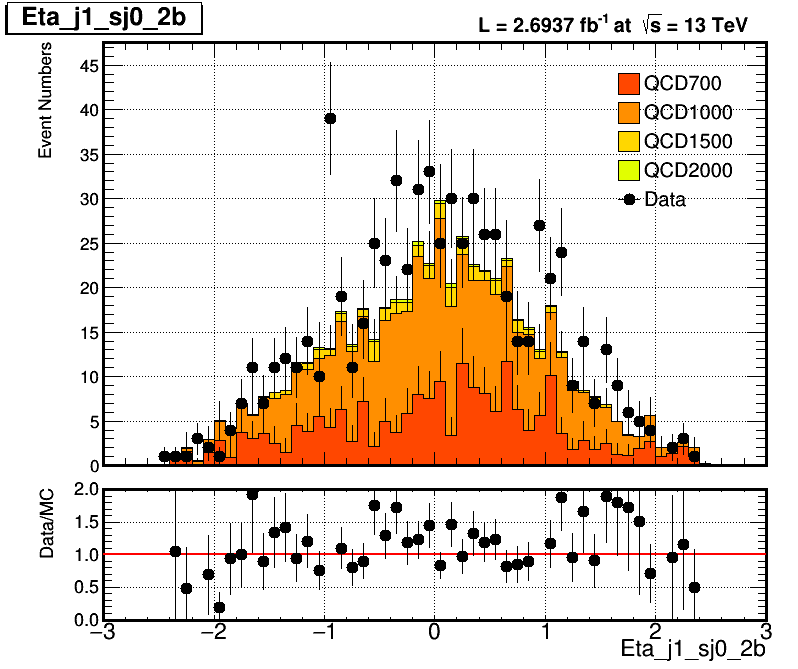 Eta_j1_sj0_2b
L = 2.6937 fb⁻¹ at √s = 13 TeV
Event Numbers
45
40
35
30
25
20
15
10
5
0
QCD700
QCD1000
QCD1500
QCD2000
Data
Data/MC
2.0
1.5
1.0
0.5
0.0
−3 −2 −1 0 1 2 3
Eta_j1_sj0_2b